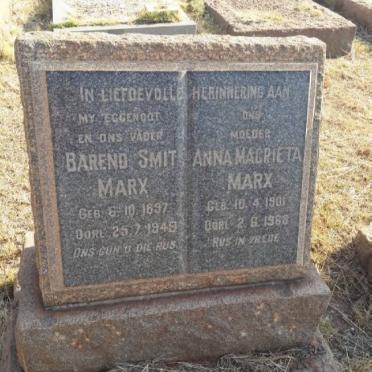 IN LIEFDEVOLLE HERINNERING AAN
MY EGGENOOT
EN ONS VADER
BAREND SMIT
MARX
GEB. 6. 10. 1897
OORL. 25. 7. 1949
ONS GUN U DIE RUS
ONS
MOEDER
ANNA MAGRIETA
MARX
GEB. 10. 4. 1901
OORL. 2. 6. 1968
RUS IN VREDE